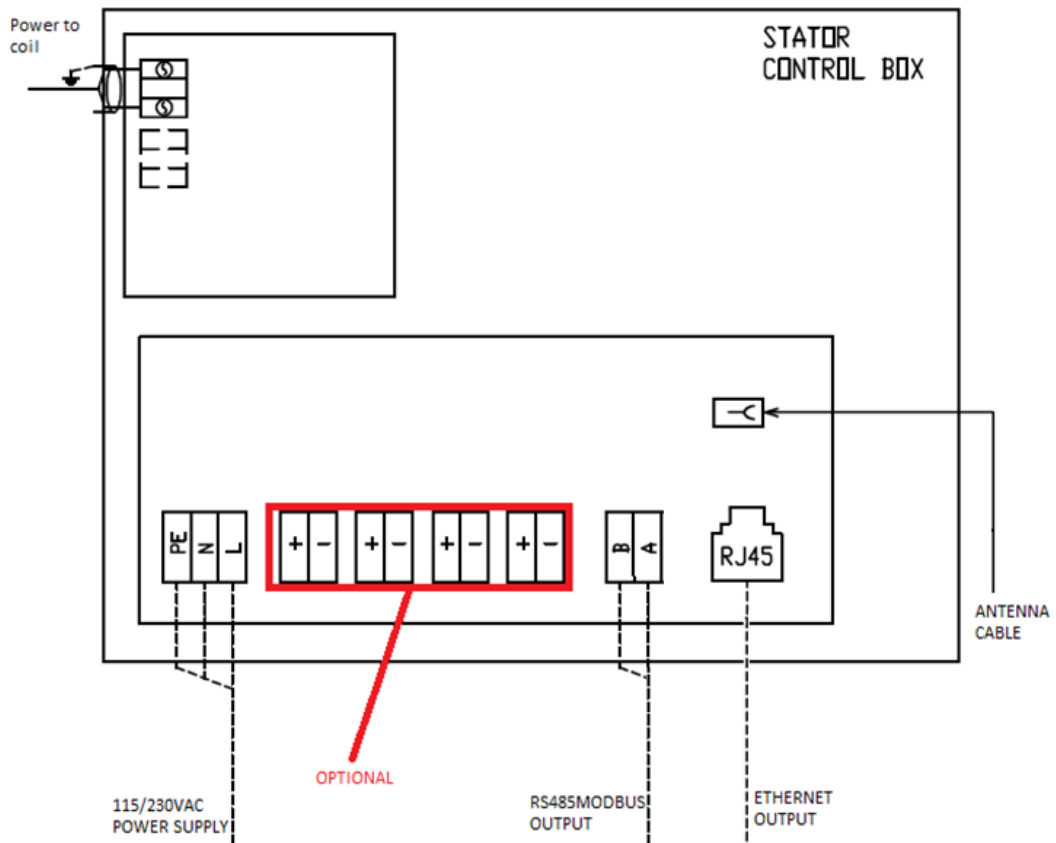 Power to
coil
STATOR
CONTROL BOX
PE N L + - + - + - + - B A RJ45
ANTENNA
CABLE
OPTIONAL
115/230VAC
POWER SUPPLY
RS485MODBUS
OUTPUT
ETHERNET
OUTPUT